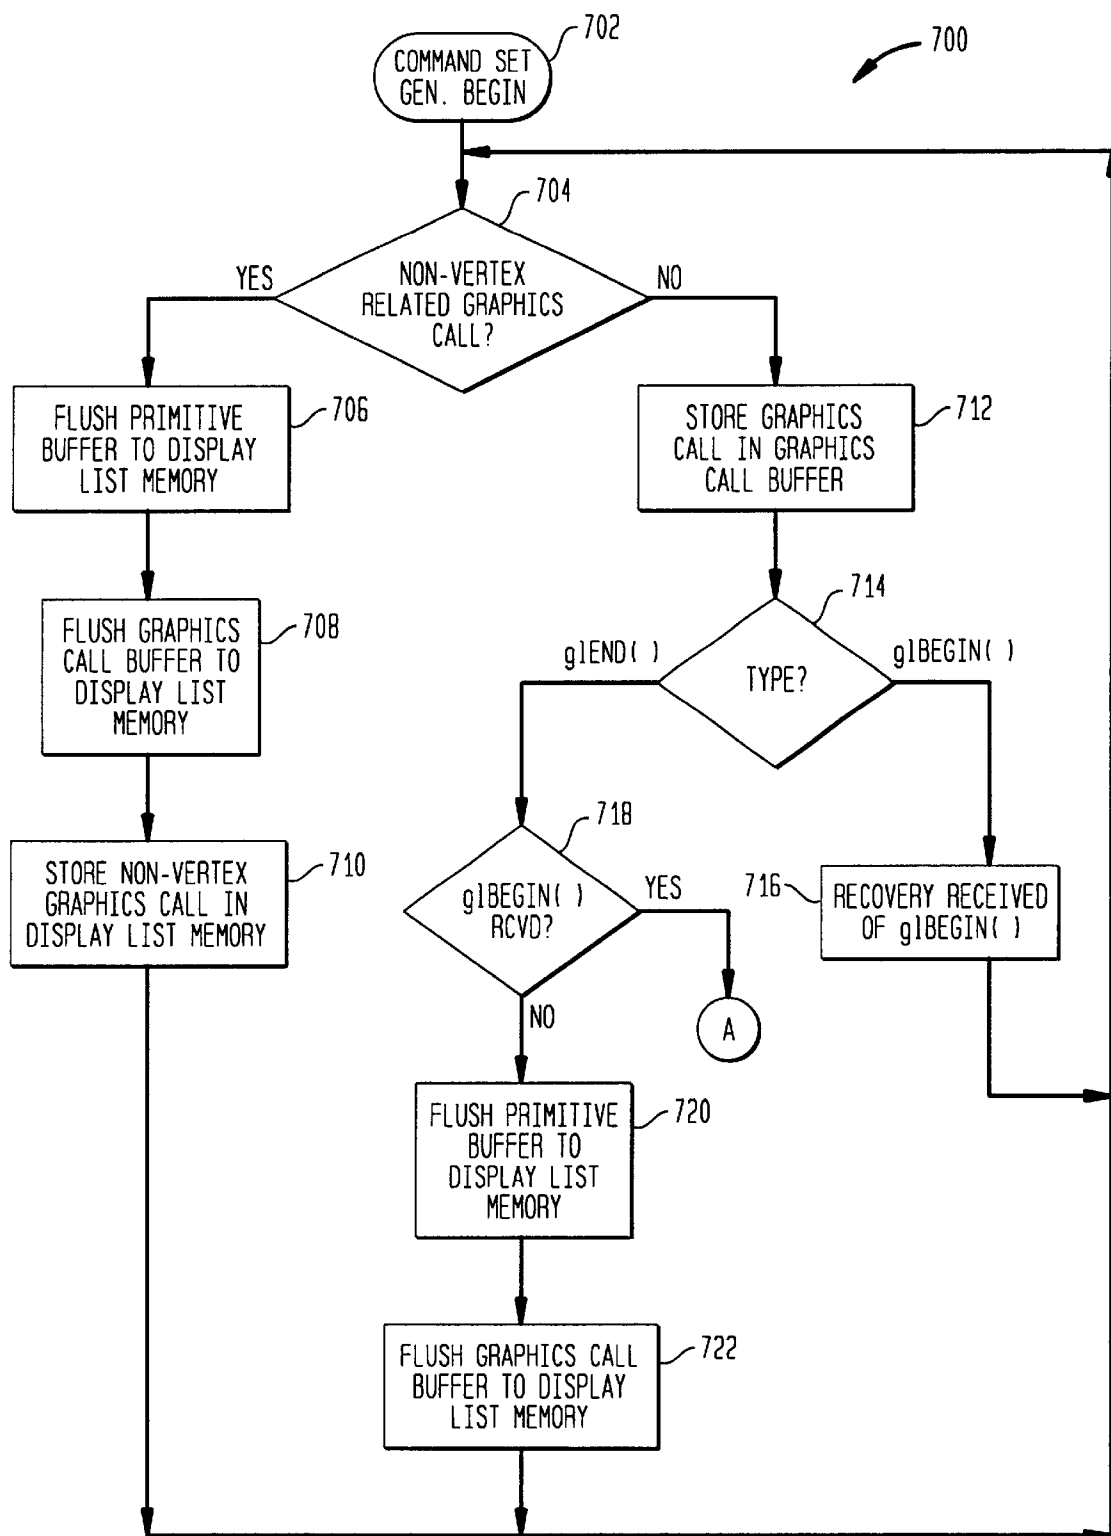 702
COMMAND SET
GEN. BEGIN
700
704
YES
NON-VERTEX
RELATED GRAPHICS
CALL?
NO
FLUSH PRIMITIVE
BUFFER TO DISPLAY
LIST MEMORY
706
STORE GRAPHICS
CALL IN GRAPHICS
CALL BUFFER
712
FLUSH GRAPHICS
CALL BUFFER TO
DISPLAY LIST
MEMORY
708
714
glEND( )
TYPE?
glBEGIN( )
STORE NON-VERTEX
GRAPHICS CALL IN
DISPLAY LIST MEMORY
710
718
glBEGIN( )
RCVD?
YES
NO
A
716
RECOVERY RECEIVED
OF glBEGIN( )
FLUSH PRIMITIVE
BUFFER TO
DISPLAY LIST
MEMORY
720
FLUSH GRAPHICS CALL
BUFFER TO DISPLAY
LIST MEMORY
722